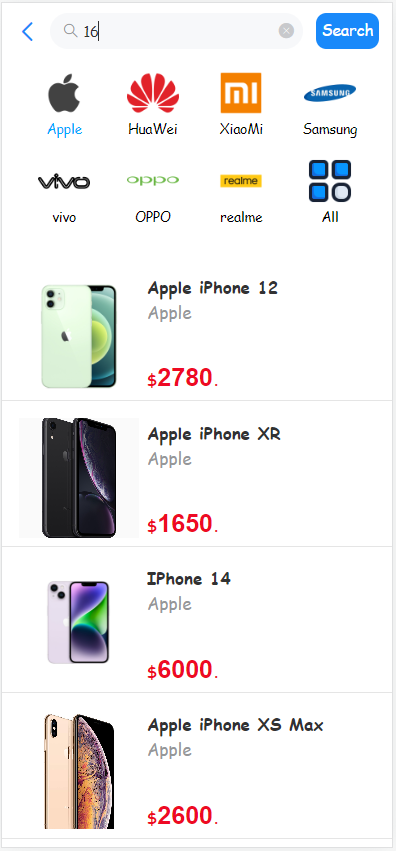 16
Search
Apple
HuaWei
XiaoMi
SAMSUNG
Samsung
vivo
oppo
realme
vivo
OPPO
realme
All
Apple iPhone 12
Apple
$2780.
Apple iPhone XR
Apple
$1650.
IPhone 14
Apple
$6000.
Apple iPhone XS Max
Apple
$2600.